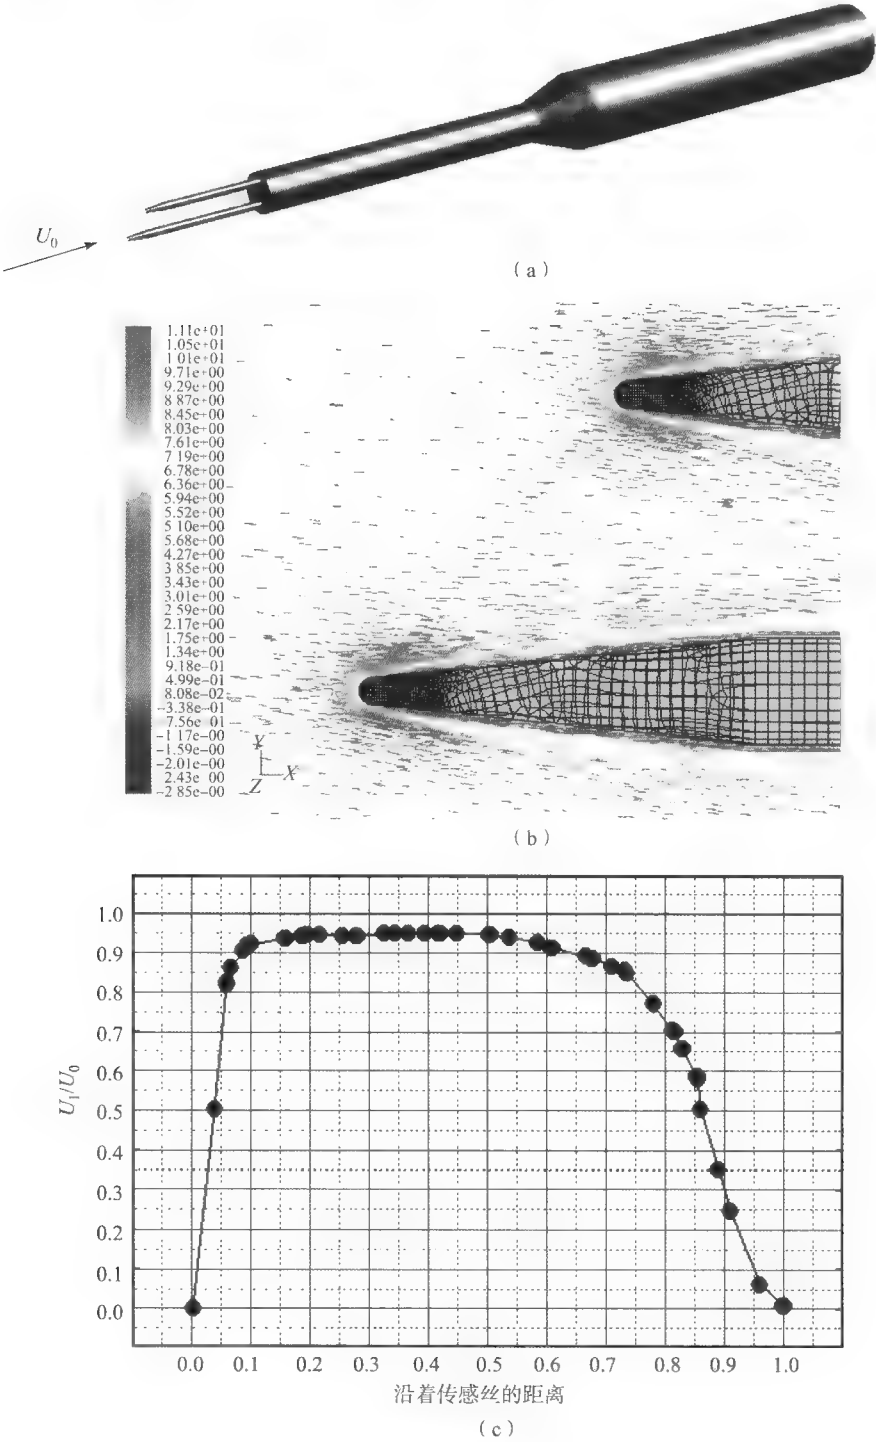 U₀
（a）
1.11e+01
1.05e+01
1 01e+01
9.71e+00
9.29e+00
8 87e+00
8.45e+00
8.03e+00
7.61e+00
7 19e+00
6.78e+00
6.36e+00
5.94e+00
5.52e+00
5 10e+00
5.68e+00
4.27e+00
3 85e+00
3.43e+00
3.01e+00
2 59e+00
2.17e+00
1.75e+00
1.34e+00
9.18e-01
4.99e-01
8.08e-02
-3.38e-01
7.56e 01
-1 17e-00
-1.59e-00
-2.01e-00
2.43e 00
-2 85e-00
Y
X
Z
（b）
1.0
0.9
0.8
0.7
0.6
0.5
0.4
0.3
0.2
0.1
0.0
U₁/U₀
0.0 0.1 0.2 0.3 0.4 0.5 0.6 0.7 0.8 0.9 1.0
沿着传感丝的距离
（c）